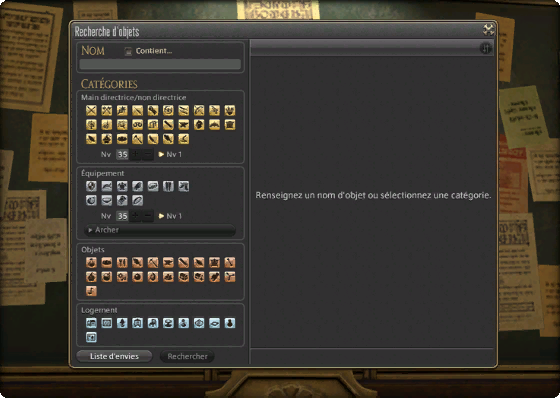 Recherche d'objets
NOM
Contient...
CATÉGORIES
Main directrice/non directrice
Nv 35 Nv 1
Équipement
Nv 35 Nv 1
Archer
Objets
Logement
Liste d'envies
Rechercher
Renseignez un nom d'objet ou sélectionnez une catégorie.